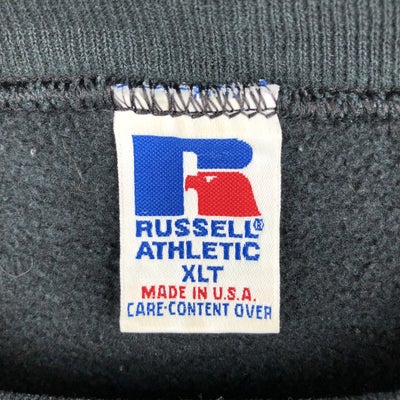 RUSSELL®
ATHLETIC
XLT
MADE IN U.S.A.
CARE-CONTENT OVER